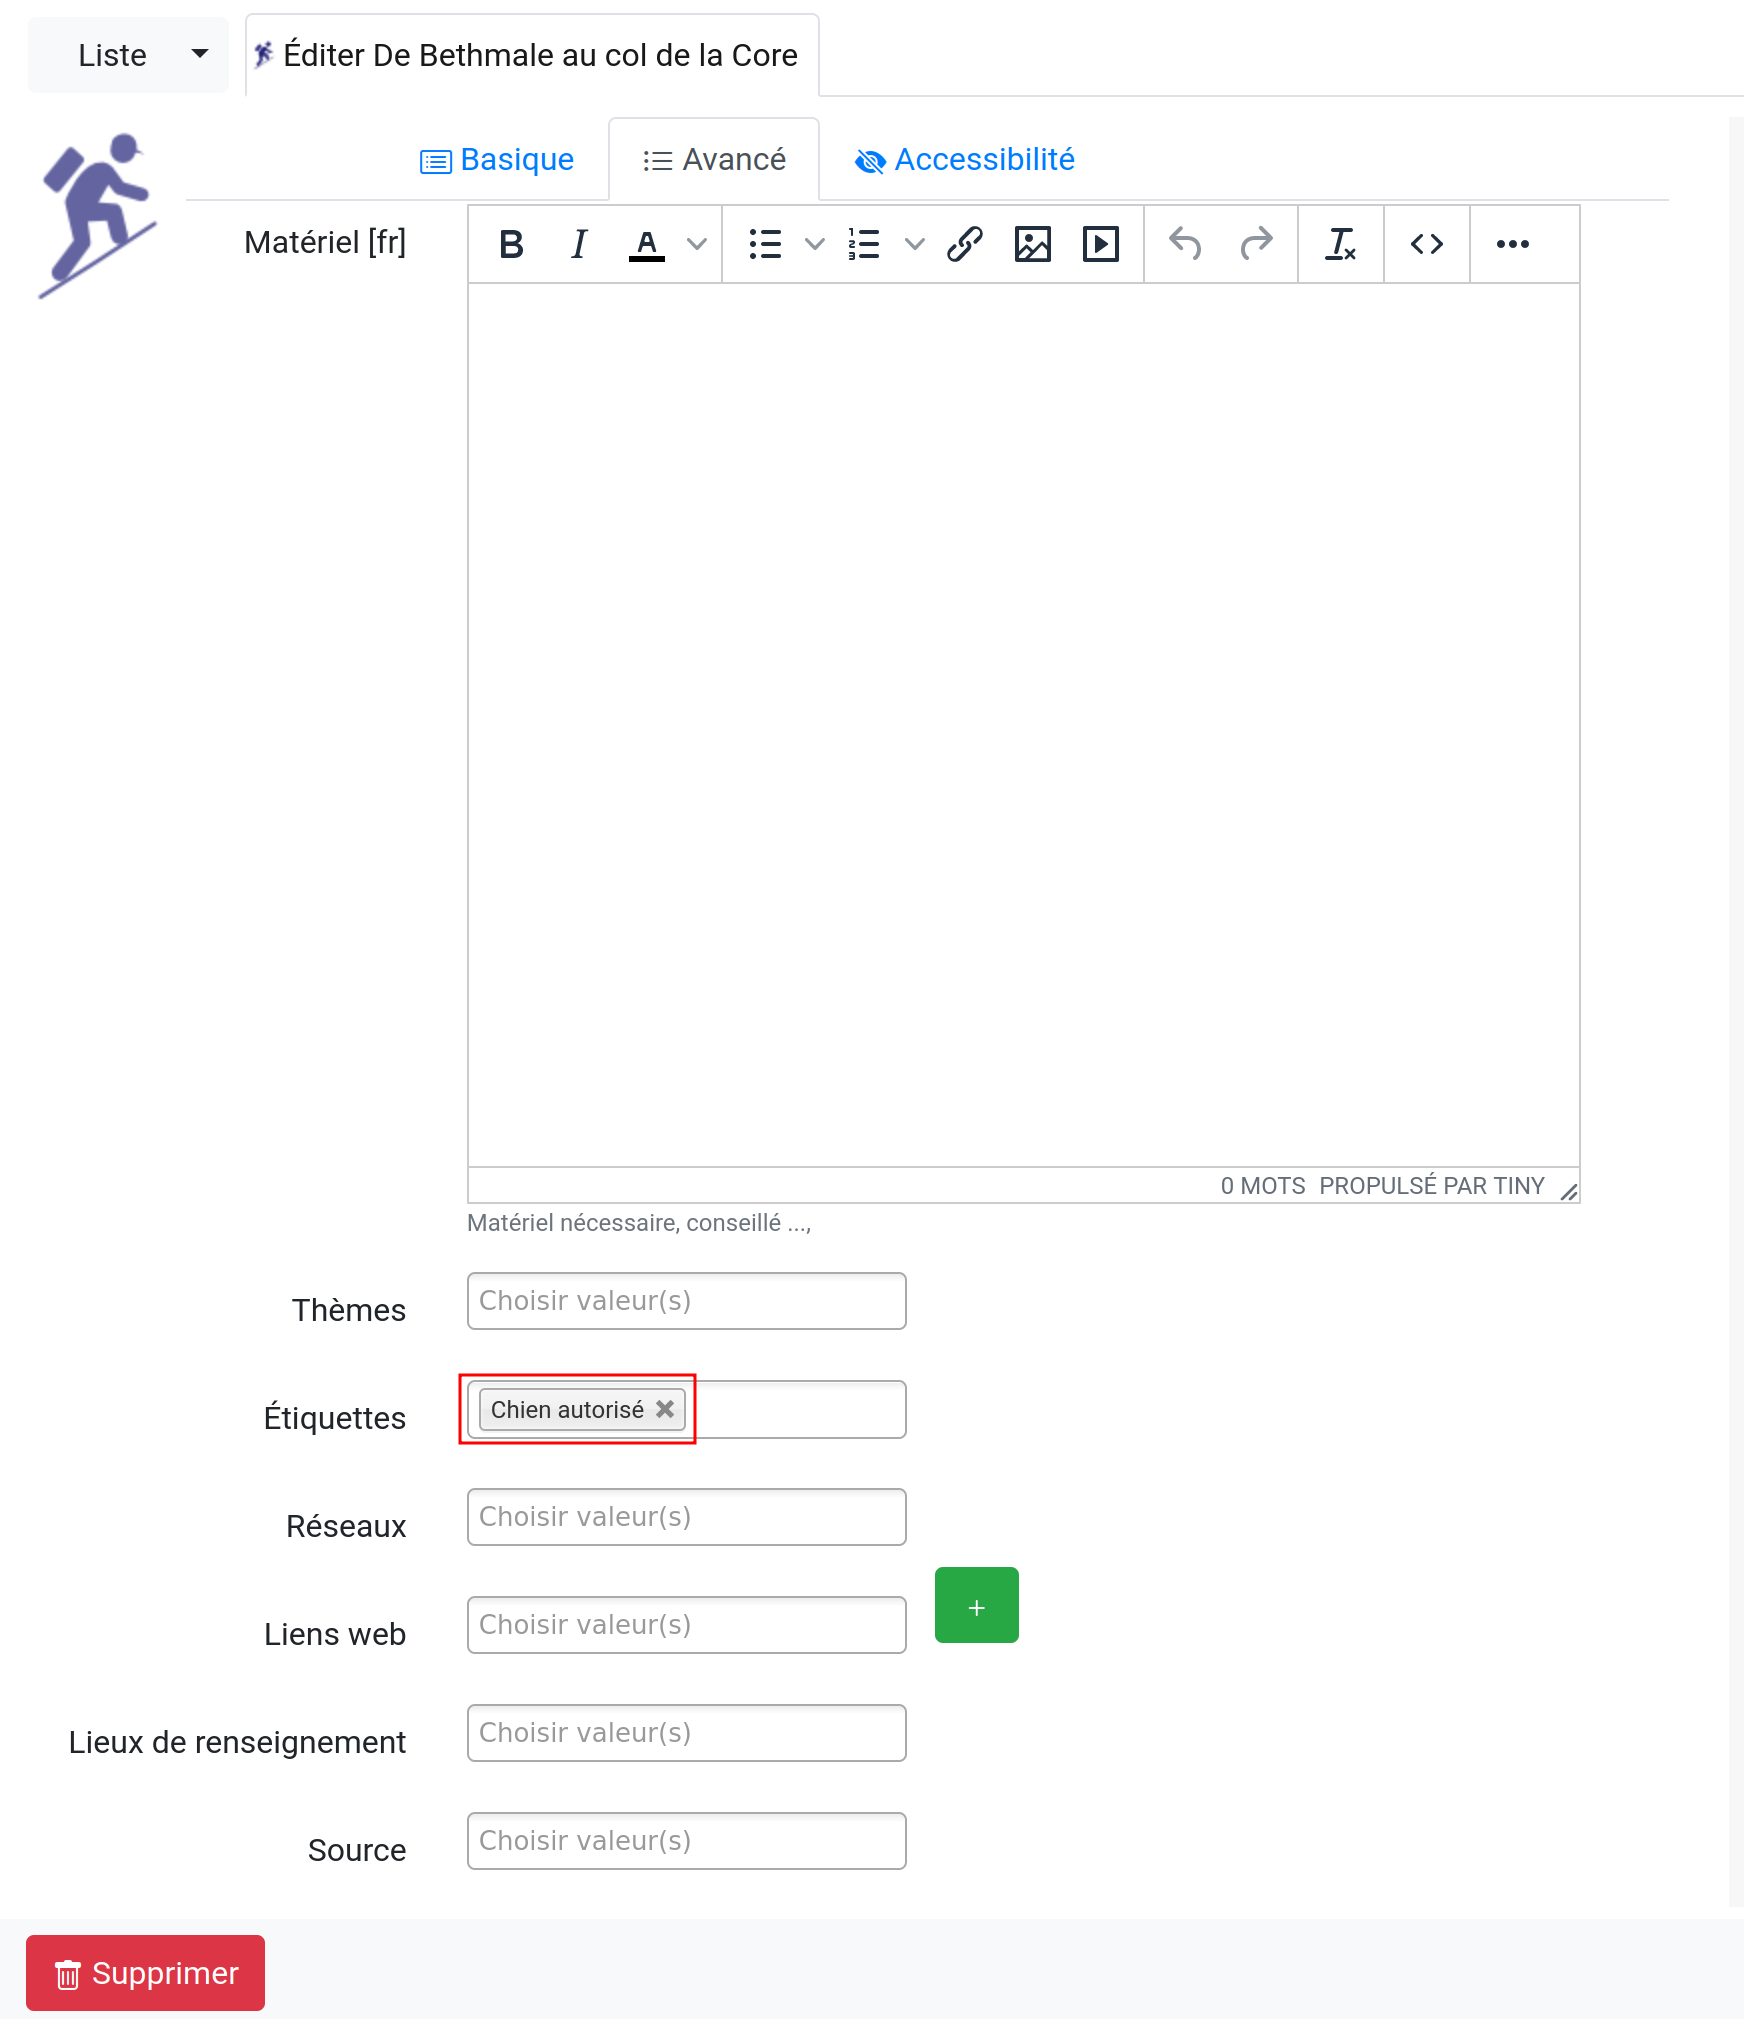 Liste
Éditer De Bethmale au col de la Core
Basique
Avancé
Accessibilité
Matériel [fr]
0 MOTS PROPULSÉ PAR TINY
Matériel nécessaire, conseillé ...,
Thèmes
Choisir valeur(s)
Étiquettes
Chien autorisé
Réseaux
Choisir valeur(s)
Liens web
Choisir valeur(s)
+
Lieux de renseignement
Choisir valeur(s)
Source
Choisir valeur(s)
Supprimer